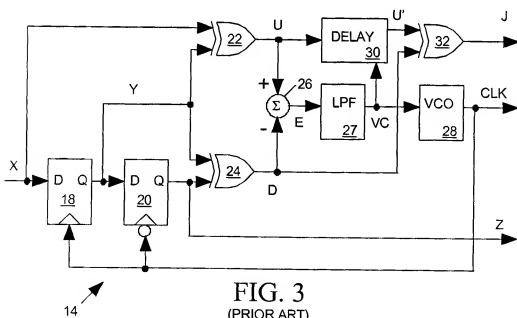 U
U'
J
22
DELAY
30
32
+
26
Y
Σ
E
LPF
27
VC
VCO
28
CLK
-
X
D Q
18
D Q
20
24
D
Z
14
FIG. 3
(PRIOR ART)